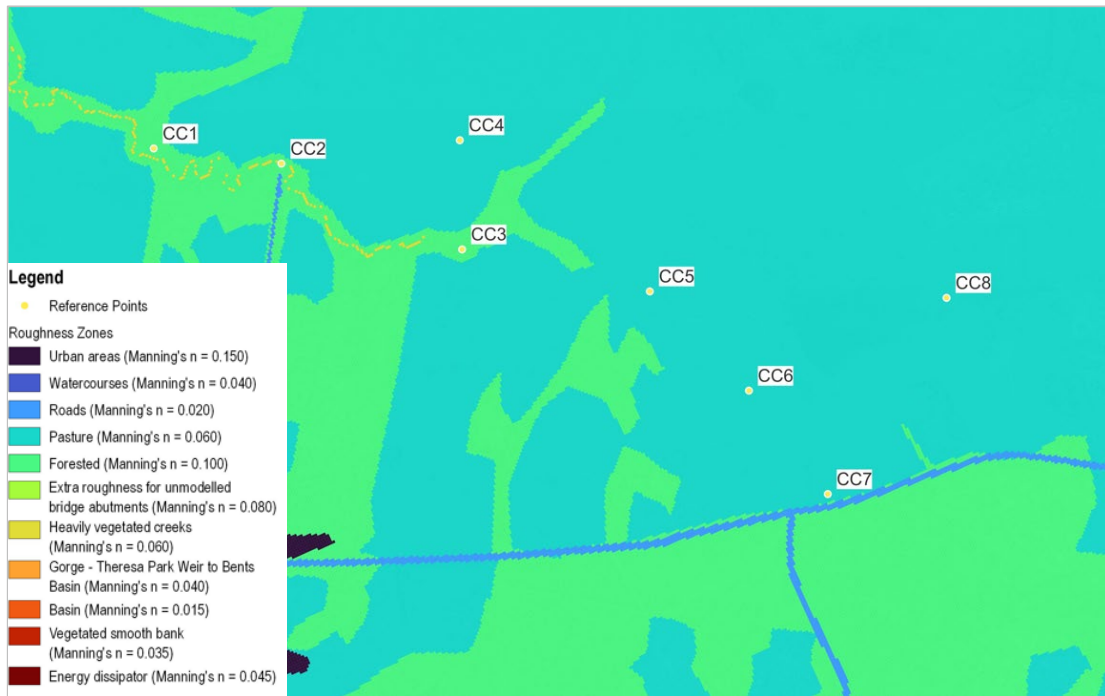 CC1
CC2
CC4
CC3
CC5
CC8
CC6
CC7
Legend
Reference Points
Roughness Zones
Urban areas (Manning's n = 0.150)
Watercourses (Manning's n = 0.040)
Roads (Manning's n = 0.020)
Pasture (Manning's n = 0.060)
Forested (Manning's n = 0.100)
Extra roughness for unmodelled
bridge abutments (Manning's n = 0.080)
Heavily vegetated creeks
(Manning's n = 0.060)
Gorge - Theresa Park Weir to Bents
Basin (Manning's n = 0.040)
Basin (Manning's n = 0.015)
Vegetated smooth bank
(Manning's n = 0.035)
Energy dissipator (Manning's n = 0.045)